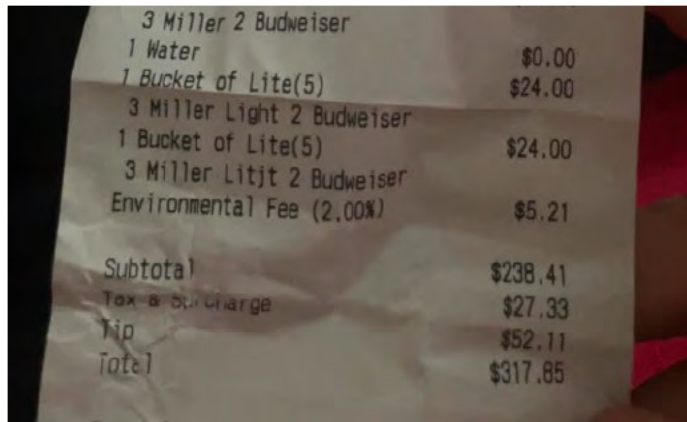 3 Miller 2 Budweiser
1 Water $0.00
1 Bucket of Lite(5) $24.00
3 Miller Light 2 Budweiser
1 Bucket of Lite(5) $24.00
3 Miller Litjt 2 Budweiser
Environmental Fee (2.00%) $5.21
Subtotal $238.41
Tax & Surcharge $27.33
Tip $52.11
Total $317.85